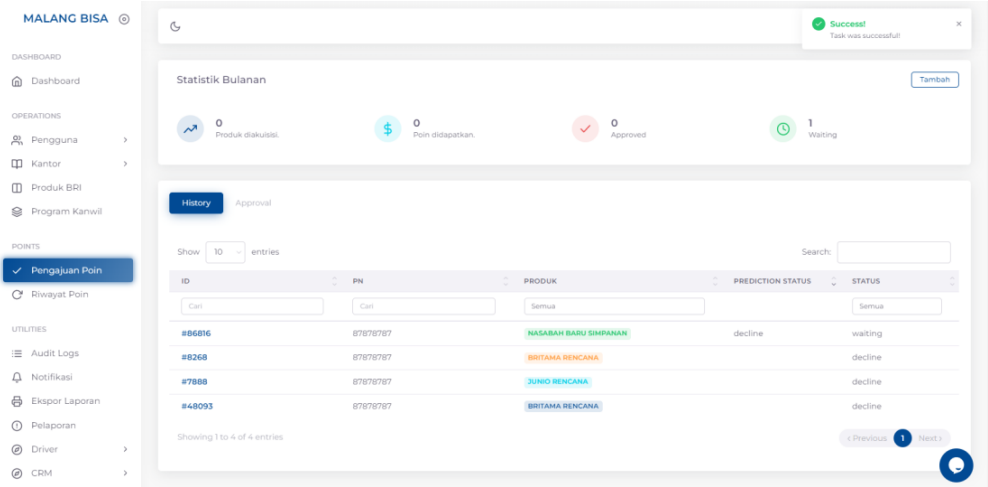 MALANG BISA
Success!
Task was successful!
DASHBOARD
Dashboard
OPERATIONS
Pengguna
Kantor
Produk BRI
Program Kanwil
POINTS
Pengajuan Poin
Riwayat Poin
UTILITIES
Audit Logs
Notifikasi
Ekspor Laporan
Pelaporan
Driver
CRM
Statistik Bulanan
Tambah
0
Produk diakuisisi.
0
Poin didapatkan.
0
Approved
1
Waiting
History Approval
Show 10 entries Search:
ID PN PRODUK PREDICTION STATUS STATUS
Cari Cari Semua Semua
#86816 87878787 NASABAH BARU SIMPANAN decline waiting
#8268 87878787 BRITAMA RENCANA decline
#7888 87878787 JUNIO RENCANA decline
#48093 87878787 BRITAMA RENCANA decline
Showing 1 to 4 of 4 entries
‹ Previous 1 Next ›